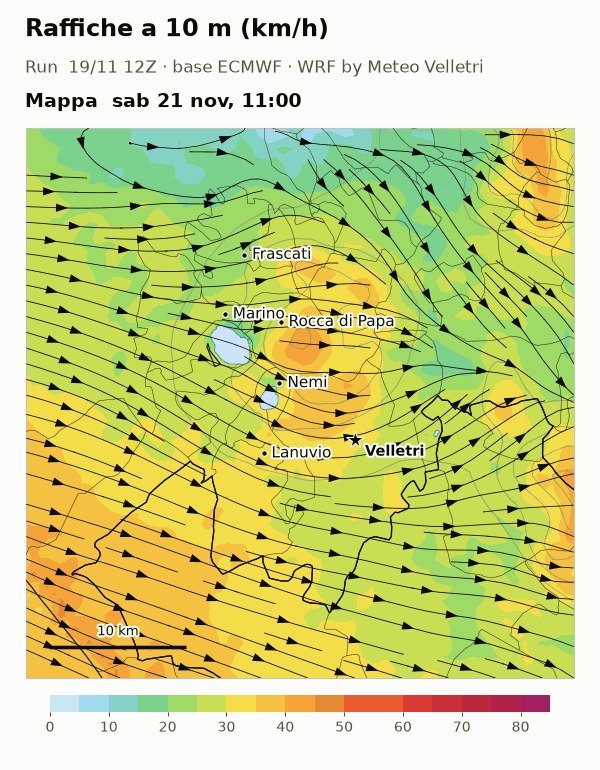 Raffiche a 10 m (km/h)
Run  19/11 12Z · base ECMWF · WRF by Meteo Velletri
Mappa  sab 21 nov, 11:00
Frascati
Marino
Rocca di Papa
Nemi
Velletri
Lanuvio
10 km
0 10 20 30 40 50 60 70 80